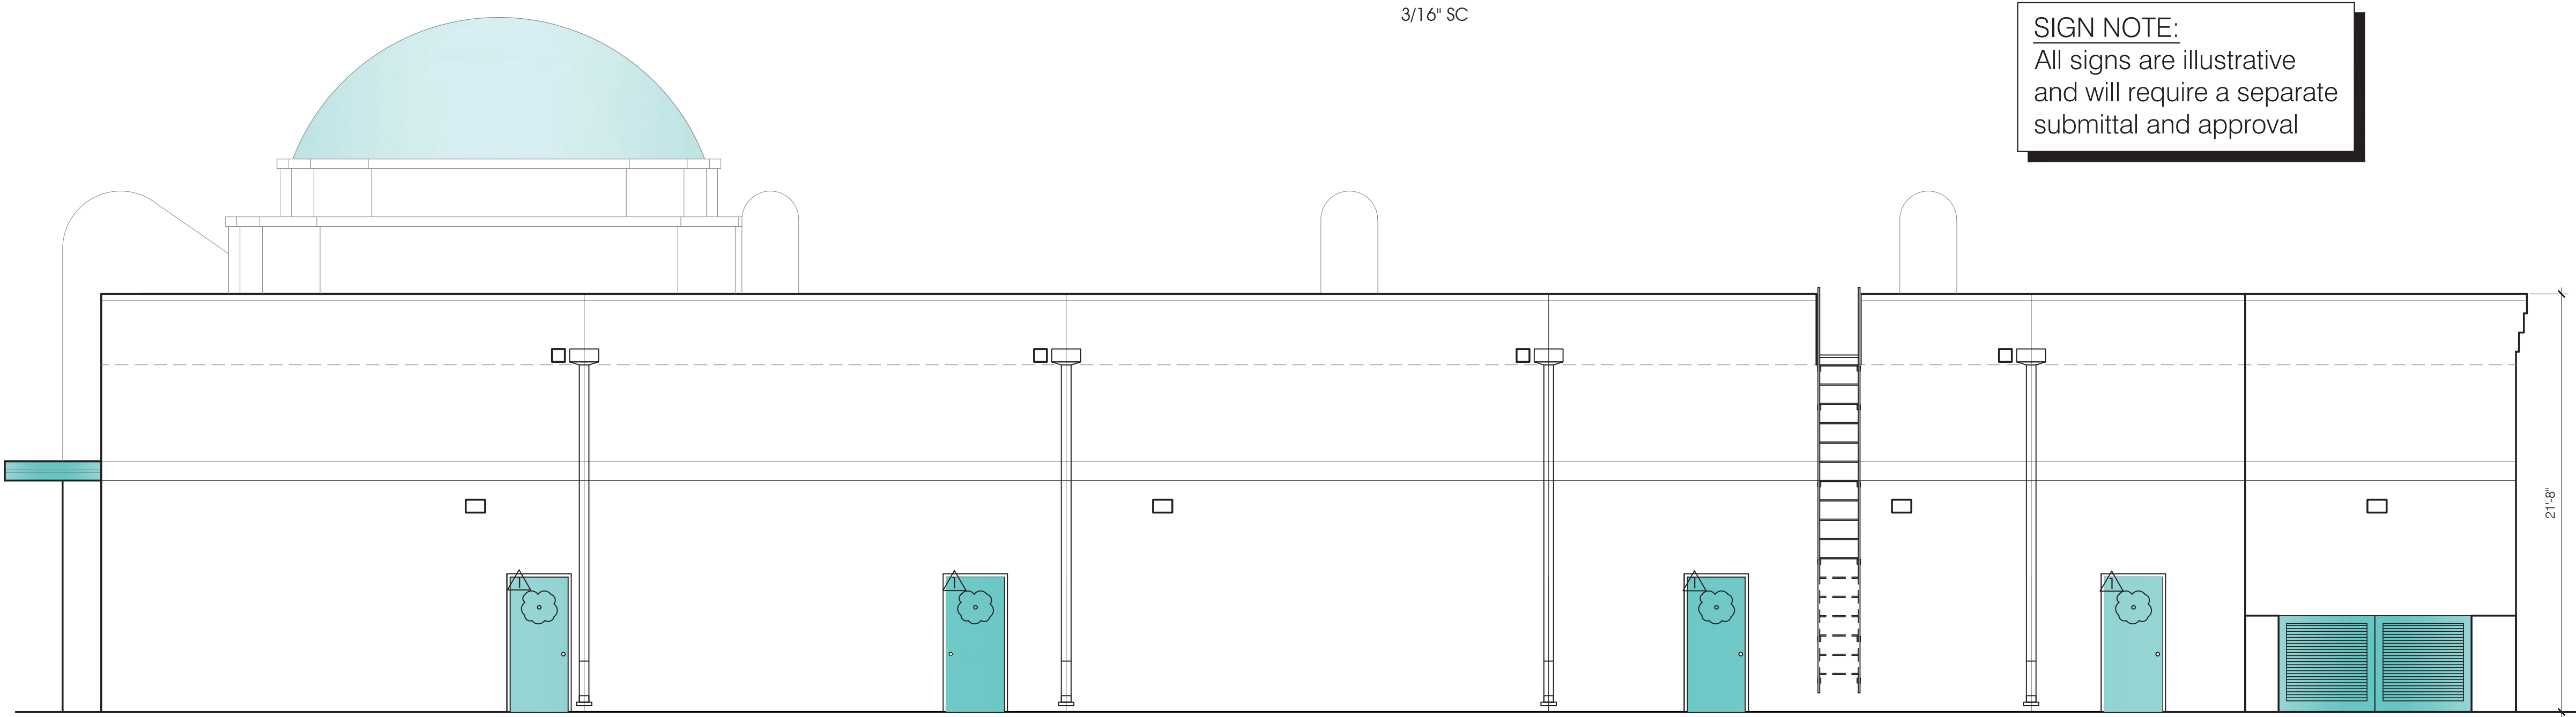 3/16" SC
SIGN NOTE:
All signs are illustrative
and will require a separate
submittal and approval
21'-8"
1
1
1
1